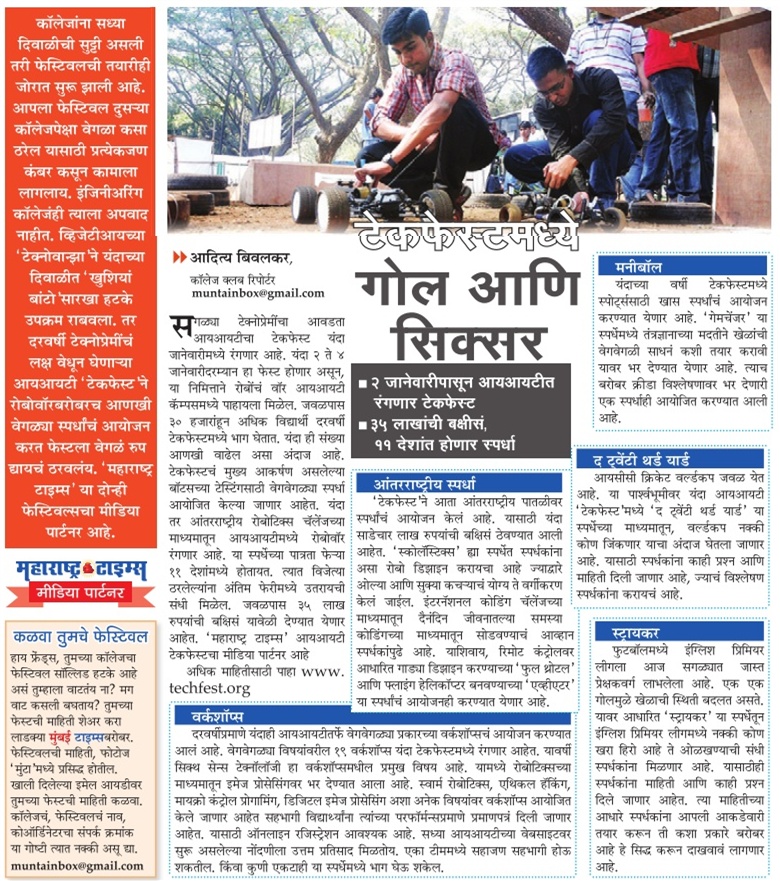 कॉलेजांना सध्या
दिवाळीची सुट्टी असली
तरी फेस्टिवलची तयारीही
जोरात सुरू झाली आहे.
आपला फेस्टिवल दुसऱ्या
कॉलेजपेक्षा वेगळा कसा
ठरेल यासाठी प्रत्येकजण
कंबर कसून कामाला
लागलाय. इंजिनीअरिंग
कॉलेजंही त्याला अपवाद
नाहीत. व्हिजेटीआयच्या
'टेक्नोवान्झा'ने यंदाच्या
दिवाळीत 'खुशियां
बांटो'सारखा हटके
उपक्रम राबवला. तर
दरवर्षी टेक्नोप्रेमींचं
लक्ष वेधून घेणाऱ्या
आयआयटी 'टेकफेस्ट'ने
रोबोवॉरबरोबरच आणखी
वेगळ्या स्पर्धांचं आयोजन
करत फेस्टला वेगळं रुप
द्यायचं ठरवलंय. 'महाराष्ट्र
टाइम्स' या दोन्ही
फेस्टिवल्सचा मीडिया
पार्टनर आहे.
महाराष्ट्र टाइम्स
मीडिया पार्टनर
कळवा तुमचे फेस्टिवल
हाय फ्रेंड्स, तुमच्या कॉलेजचा
फेस्टिवल सॉल्लिड हटके आहे
असं तुम्हाला वाटतंय ना? मग
वाट कसली बघताय? तुमच्या
फेस्टची माहिती शेअर करा
लाडक्या मुंबई टाइम्सबरोबर.
फेस्टिवलची माहिती, फोटोज
'मुंटा'मध्ये प्रसिद्ध होतील.
खाली दिलेल्या इमेल आयडीवर
तुमच्या फेस्टची माहिती कळवा.
कॉलेजचं, फेस्टिवलचं नाव,
कोऑर्डिनेटरचा संपर्क क्रमांक
या गोष्टी त्यात नक्की असू द्या.
muntainbox@gmail.com
आदित्य बिवलकर,
कॉलेज क्लब रिपोर्टर
muntainbox@gmail.com
टेकफेस्टमध्ये
गोल आणि
सिक्सर
■ २ जानेवारीपासून आयआयटीत
रंगणार टेकफेस्ट
■ ३५ लाखांची बक्षीसं,
११ देशांत होणार स्पर्धा
सगळ्या टेक्नोप्रेमींचा आवडता
आयआयटीचा टेकफेस्ट यंदा
जानेवारीमध्ये रंगणार आहे. यंदा २ ते ४
जानेवारीदरम्यान हा फेस्ट होणार असून,
या निमित्ताने रोबोंचं वॉर आयआयटी
कॅम्पसमध्ये पाहायला मिळेल. जवळपास
३० हजारांहून अधिक विद्यार्थी दरवर्षी
टेकफेस्टमध्ये भाग घेतात. यंदा ही संख्या
आणखी वाढेल असा अंदाज आहे.
टेकफेस्टचं मुख्य आकर्षण असलेल्या
बॉटसच्या टेस्टिंगसाठी वेगवगेळ्या स्पर्धा
आयोजित केल्या जाणार आहेत. यंदा
तर आंतरराष्ट्रीय रोबोटिक्स चॅलेंजच्या
माध्यमातून आयआयटीमध्ये रोबोवॉर
रंगणार आहे. या स्पर्धेच्या पात्रता फेऱ्या
११ देशांमध्ये होतायत. त्यात विजेत्या
ठरलेल्यांना अंतिम फेरीमध्ये उतरायची
संधी मिळेल. जवळपास ३५ लाख
रुपयांची बक्षिसं यावेळी देण्यात येणार
आहेत. 'महाराष्ट्र टाइम्स' आयआयटी
टेकफेस्टचा मीडिया पार्टनर आहे
अधिक माहितीसाठी पाहा www.
techfest.org
आंतरराष्ट्रीय स्पर्धा
'टेकफेस्ट'ने आता आंतरराष्ट्रीय पातळीवर
स्पर्धांचं आयोजन केलं आहे. यासाठी यंदा
साडेचार लाख रुपयांची बक्षिसं ठेवण्यात आली
आहेत. 'स्कोलॅस्टिक्स' ह्या स्पर्धेत स्पर्धकांना
असा रोबो डिझाइन करायचा आहे ज्याद्वारे
ओल्या आणि सुक्या कचऱ्याचं योग्य ते वर्गीकरण
केलं जाईल. इंटरनॅशनल कोडिंग चॅलेंजच्या
माध्यमातून दैनंदिन जीवनातल्या समस्या
कोडिंगच्या माध्यमातून सोडवण्याचं आव्हान
स्पर्धकांपुढे आहे. याशिवाय, रिमोट कंट्रोलवर
आधारित गाड्या डिझाइन करण्याच्या 'फुल थ्रोटल'
आणि फ्लाइंग हेलिकॉप्टर बनवण्याच्या 'एव्हीएटर'
या स्पर्धांचं आयोजनही करण्यात येणार आहे.
मनीबॉल
यंदाच्या वर्षी टेकफेस्टमध्ये
स्पोर्ट्ससाठी खास स्पर्धांचं आयोजन
करण्यात येणार आहे. 'गेमचेंजर' या
स्पर्धेमध्ये तंत्रज्ञानाच्या मदतीने खेळांची
वेगवेगळी साधनं कशी तयार करावी
यावर भर देण्यात येणार आहे. त्याच
बरोबर क्रीडा विश्लेषणावर भर देणारी
एक स्पर्धाही आयोजित करण्यात आली
आहे.
द ट्वेंटी थर्ड यार्ड
आयसीसी क्रिकेट वर्ल्डकप जवळ येत
आहे. या पार्श्वभूमीवर यंदा आयआयटी
'टेकफेस्ट'मध्ये 'द ट्वेंटी थर्ड यार्ड' या
स्पर्धेच्या माध्यमातून, वर्ल्डकप नक्की
कोण जिंकणार याचा अंदाज घेतला जाणार
आहे. यासाठी स्पर्धकांना काही प्रश्न आणि
माहिती दिली जाणार आहे, ज्याचं विश्लेषण
स्पर्धकांना करायचं आहे.
स्ट्रायकर
फुटबॉलमध्ये इंग्लिश प्रिमियर
लीगला आज सगळ्यात जास्त
प्रेक्षकवर्ग लाभलेला आहे. एक एक
गोलमुळे खेळाची स्थिती बदलत असते.
यावर आधारित 'स्ट्रायकर' या स्पर्धेतून
इंग्लिश प्रिमियर लीगमध्ये नक्की कोण
खरा हिरो आहे ते ओळखण्याची संधी
स्पर्धकांना मिळणार आहे. यासाठीही
स्पर्धकांना माहिती आणि काही प्रश्न
दिले जाणार आहेत. त्या माहितीच्या
आधारे स्पर्धकांना आपली आकडेवारी
तयार करून ती कशा प्रकारे बरोबर
आहे हे सिद्ध करून दाखवावं लागणार
आहे.
वर्कशॉप्स
दरवर्षीप्रमाणे यंदाही आयआयटीतर्फे वेगवेगळ्या प्रकारच्या वर्कशॉप्सचं आयोजन करण्यात
आलं आहे. वेगवेगळ्या विषयांवरील १९ वर्कशॉप्स यंदा टेकफेस्टमध्ये रंगणार आहेत. यावर्षी
सिक्थ सेन्स टेक्नॉलॉजी हा वर्कशॉप्समधील प्रमुख विषय आहे. यामध्ये रोबोटिक्सच्या
माध्यमातून इमेज प्रोसेसिंगवर भर देण्यात आला आहे. स्वार्म रोबोटिक्स, एथिकल हॅकिंग,
मायक्रो कंट्रोल प्रोगामिंग, डिजिटल इमेज प्रोसेसिंग अशा अनेक विषयांवर वर्कशॉप्स आयोजित
केले जाणार आहेत सहभागी विद्यार्थ्यांना त्यांच्या परफॉर्मन्सप्रमाणे प्रमाणपत्रं दिली जाणार
आहेत. यासाठी ऑनलाइन रजिस्ट्रेशन आवश्यक आहे. सध्या आयआयटीच्या वेबसाइटवर
सुरू असलेल्या नोंदणीला उत्तम प्रतिसाद मिळतोय. एका टीममध्ये सहाजण सहभागी होऊ
शकतील. किंवा कुणी एकटाही या स्पर्धेमध्ये भाग घेऊ शकेल.